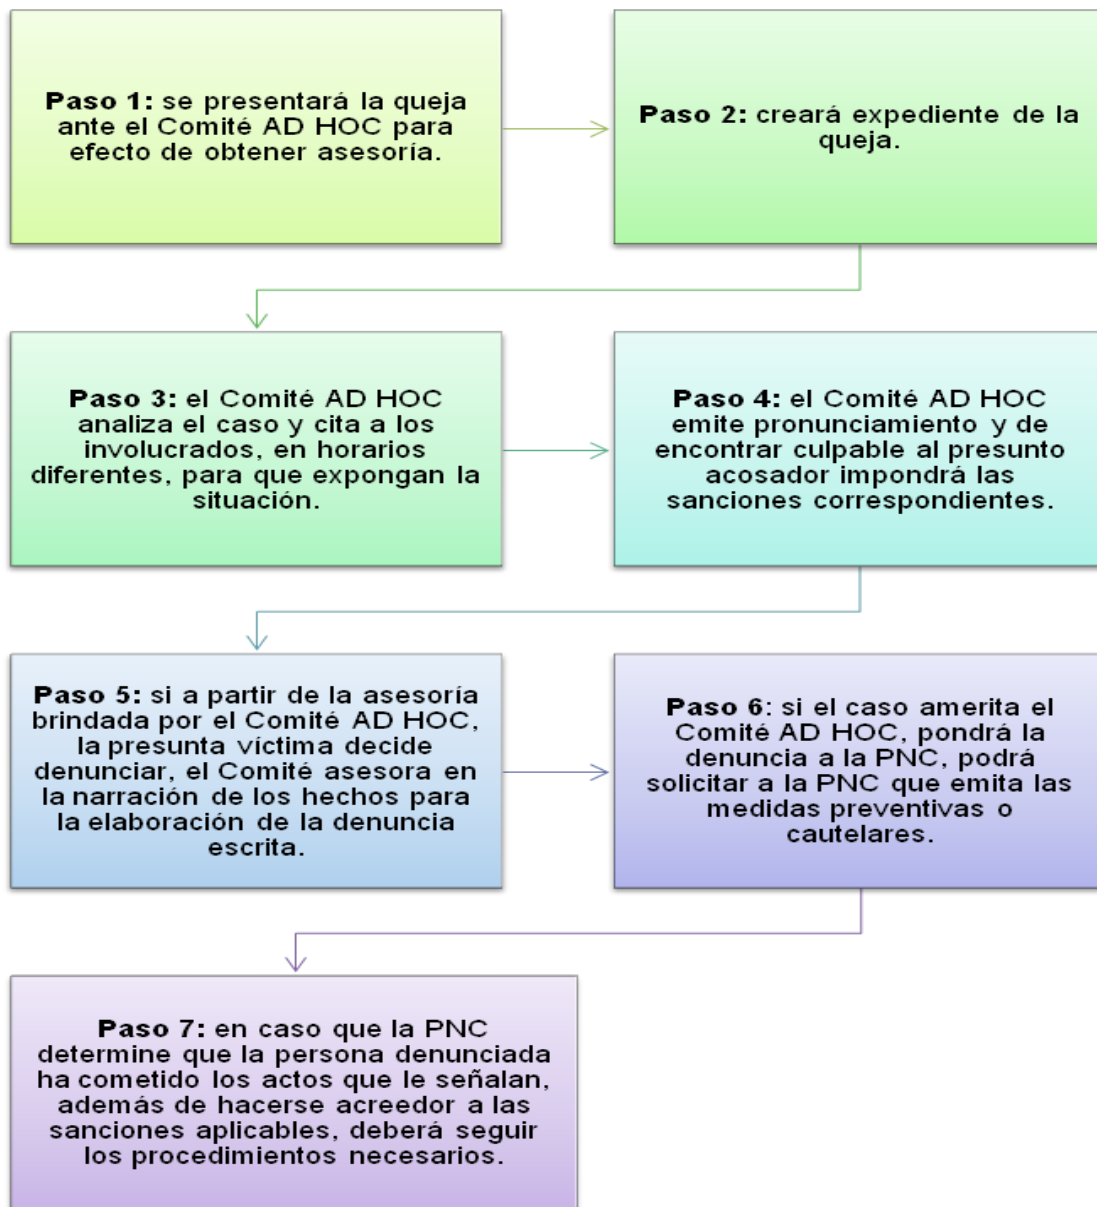 Paso 1: se presentará la queja
ante el Comité AD HOC para
efecto de obtener asesoría.
Paso 2: creará expediente de la
queja.
Paso 3: el Comité AD HOC
analiza el caso y cita a los
involucrados, en horarios
diferentes, para que expongan la
situación.
Paso 4: el Comité AD HOC
emite pronunciamiento y de
encontrar culpable al presunto
acosador impondrá las
sanciones correspondientes.
Paso 5: si a partir de la asesoría
brindada por el Comité AD HOC,
la presunta víctima decide
denunciar, el Comité asesora en
la narración de los hechos para
la elaboración de la denuncia
escrita.
Paso 6: si el caso amerita el
Comité AD HOC, pondrá la
denuncia a la PNC, podrá
solicitar a la PNC que emita las
medidas preventivas o
cautelares.
Paso 7: en caso que la PNC
determine que la persona denunciada
ha cometido los actos que le señalan,
además de hacerse acreedor a las
sanciones aplicables, deberá seguir
los procedimientos necesarios.